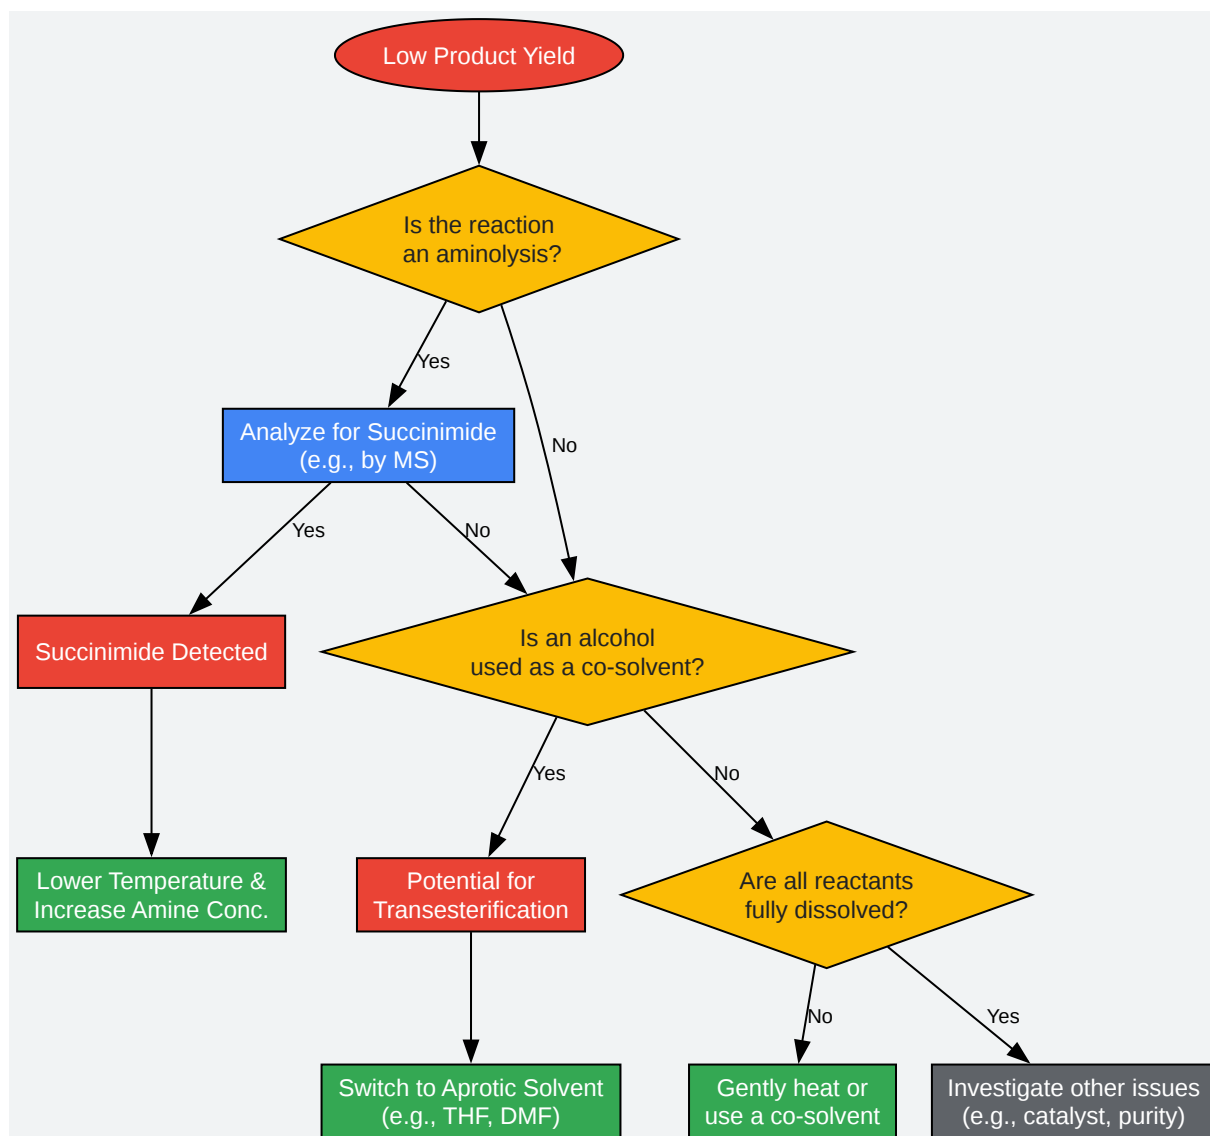 Low Product Yield
Is the reaction
an aminolysis?
Yes
Analyze for Succinimide
(e.g., by MS)
No
Yes
No
Succinimide Detected
Is an alcohol
used as a co-solvent?
Yes
No
Lower Temperature &
Increase Amine Conc.
Potential for
Transesterification
Are all reactants
fully dissolved?
No
Yes
Switch to Aprotic Solvent
(e.g., THF, DMF)
Gently heat or
use a co-solvent
Investigate other issues
(e.g., catalyst, purity)